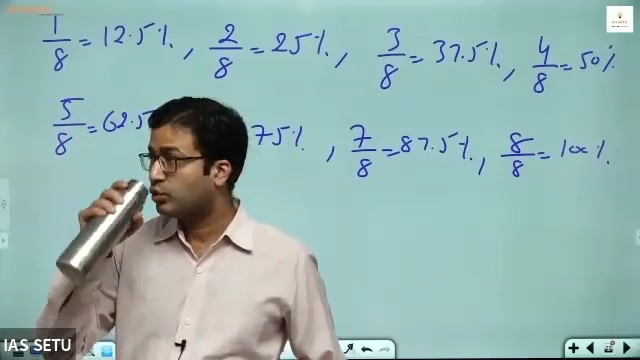 1/8 = 12.5%, 2/8 = 25%, 3/8 = 37.5%, 4/8 = 50%
5/8 = 62.5 75%, 7/8 = 87.5%, 8/8 = 100%.
IAS SETU